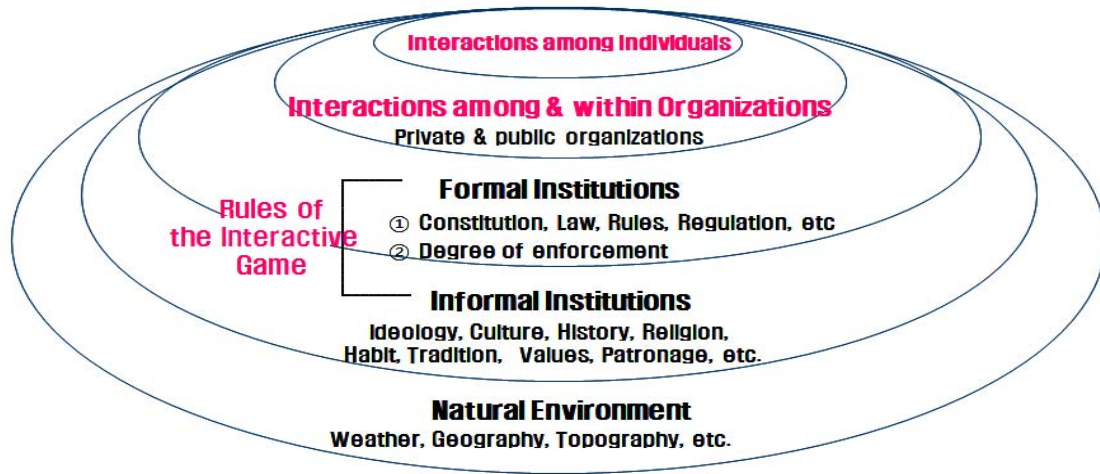 Interactions among Individuals
Interactions among & within Organizations
Private & public organizations
Rules of
the Interactive
Game
Formal Institutions
① Constitution, Law, Rules, Regulation, etc
② Degree of enforcement
Informal Institutions
Ideology, Culture, History, Religion,
Habit, Tradition, Values, Patronage, etc.
Natural Environment
Weather, Geography, Topography, etc.